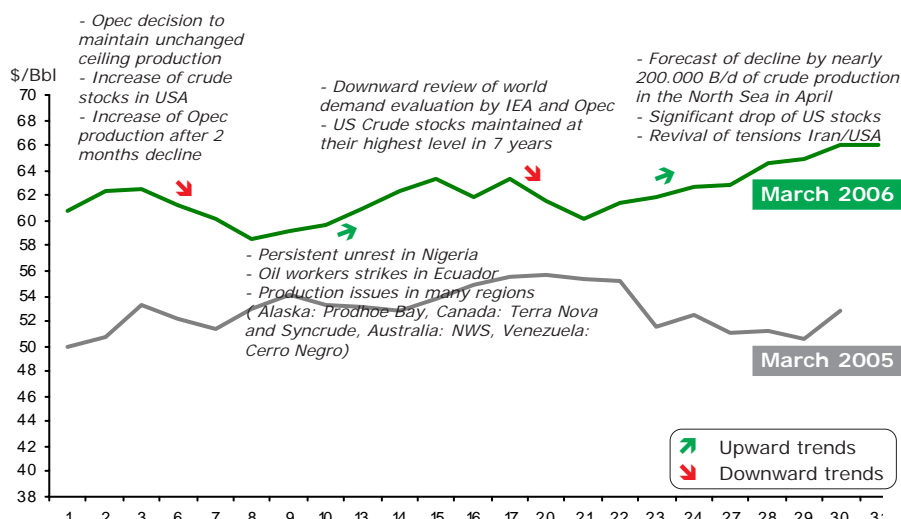 - Opec decision to
maintain unchanged
ceiling production
- Increase of crude
stocks in USA
- Increase of Opec
production after 2
months decline
- Downward review of world
demand evaluation by IEA and Opec
- US Crude stocks maintained at
their highest level in 7 years
- Forecast of decline by nearly
200.000 B/d of crude production
in the North Sea in April
- Significant drop of US stocks
- Revival of tensions Iran/USA
$/Bbl
70
68
66
64
62
60
58
56
54
52
50
48
46
44
42
40
38
March 2006
- Persistent unrest in Nigeria
- Oil workers strikes in Ecuador
- Production issues in many regions
( Alaska: Prodhoe Bay, Canada: Terra Nova
and Syncrude, Australia: NWS, Venezuela:
Cerro Negro)
March 2005
Upward trends
Downward trends
1 2 3 6 7 8 9 10 13 14 15 16 17 20 21 22 23 24 27 28 29 30